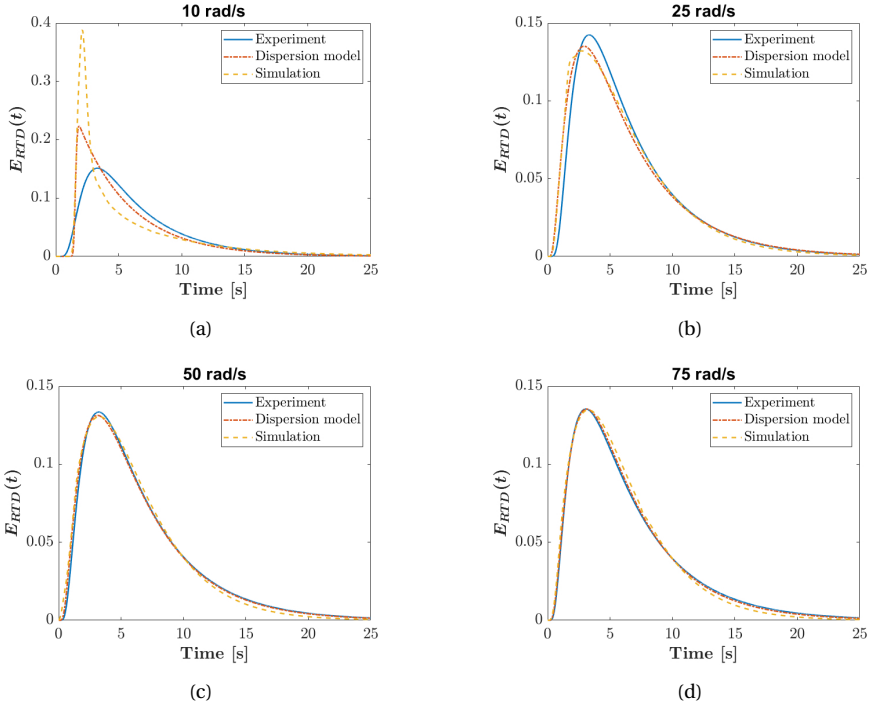 10 rad/s
Experiment
Dispersion model
Simulation
0.4
0.3
0.2
0.1
0
E_RTD(t)
0 5 10 15 20 25
Time [s]
(a)
25 rad/s
Experiment
Dispersion model
Simulation
0.15
0.1
0.05
0
E_RTD(t)
0 5 10 15 20 25
Time [s]
(b)
50 rad/s
Experiment
Dispersion model
Simulation
0.15
0.1
0.05
0
E_RTD(t)
0 5 10 15 20 25
Time [s]
(c)
75 rad/s
Experiment
Dispersion model
Simulation
0.15
0.1
0.05
0
E_RTD(t)
0 5 10 15 20 25
Time [s]
(d)